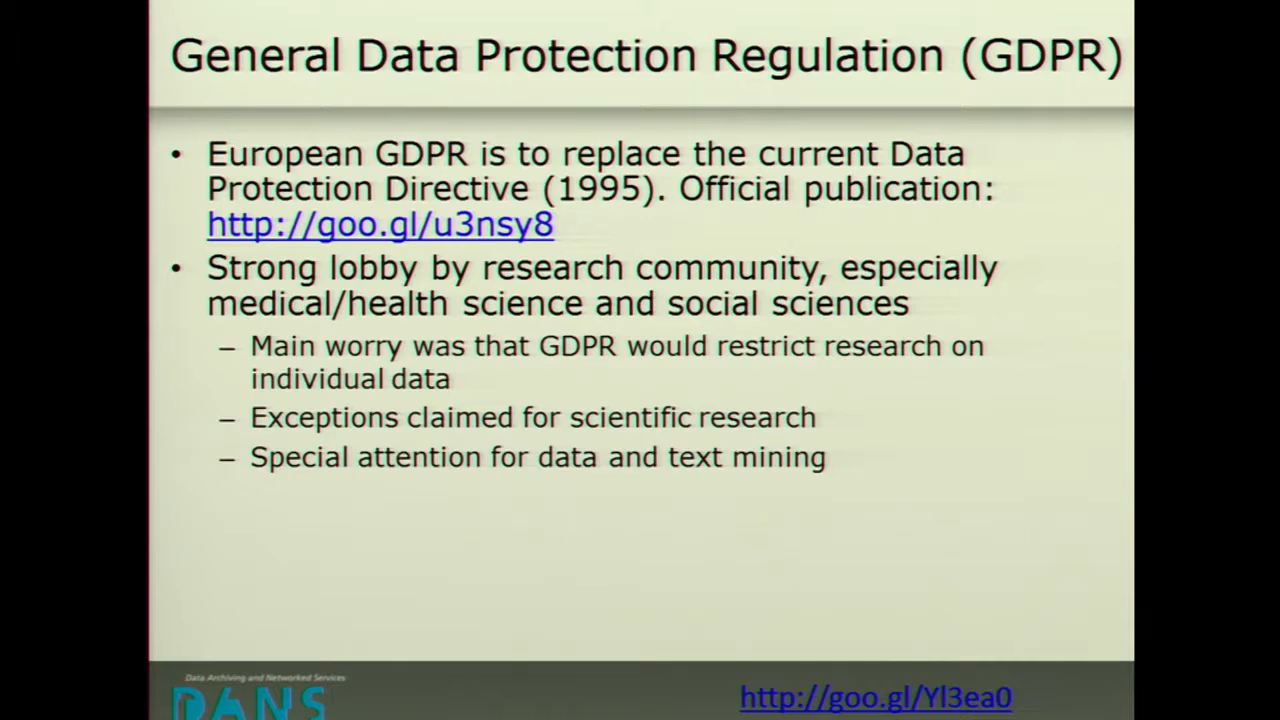 General Data Protection Regulation (GDPR)
• European GDPR is to replace the current Data
Protection Directive (1995). Official publication:
http://goo.gl/u3nsy8
• Strong lobby by research community, especially
medical/health science and social sciences
– Main worry was that GDPR would restrict research on
individual data
– Exceptions claimed for scientific research
– Special attention for data and text mining
Data Archiving and Networked Services
DANS
http://goo.gl/Yl3ea0